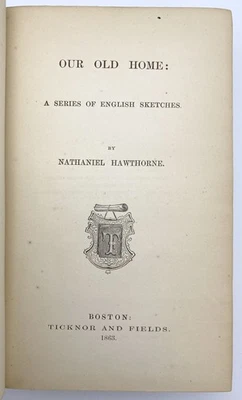 OUR OLD HOME:
A SERIES OF ENGLISH SKETCHES.
BY
NATHANIEL HAWTHORNE.
T
BOSTON:
TICKNOR AND FIELDS.
1863.